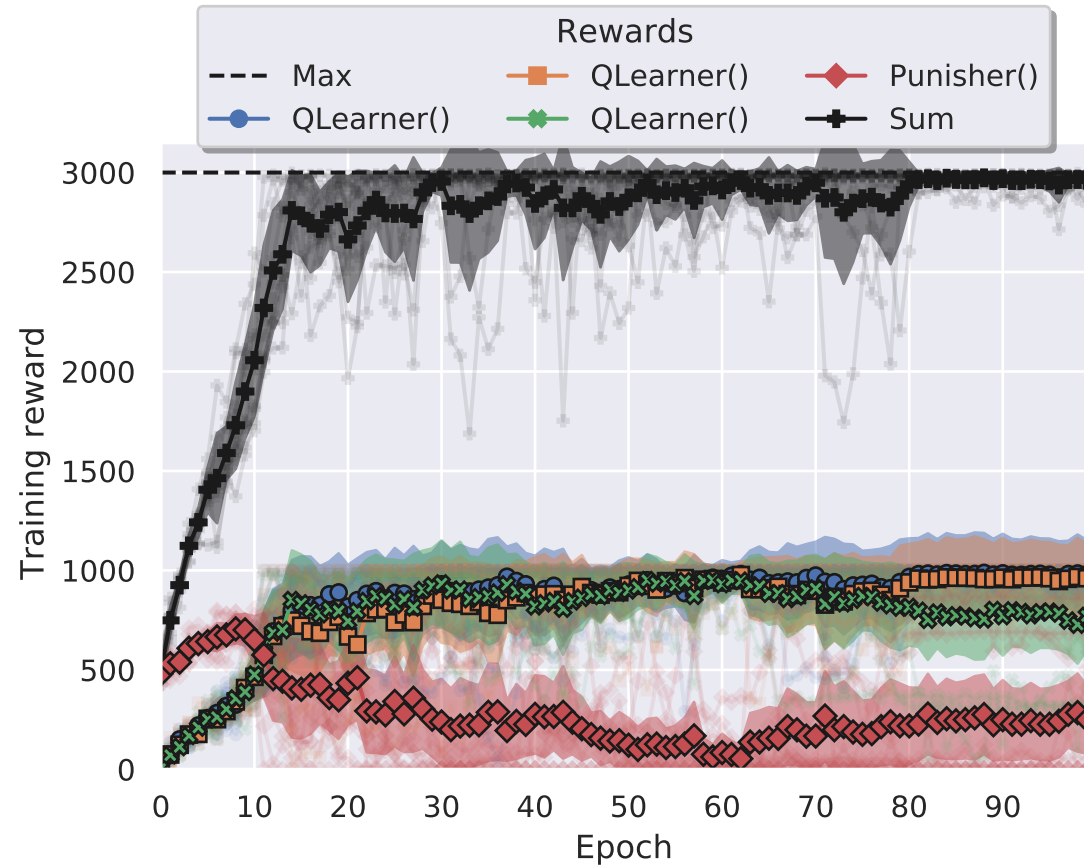 Rewards
Max QLearner() Punisher()
QLearner() QLearner() Sum
Training reward
3000
2500
2000
1500
1000
500
0
0 10 20 30 40 50 60 70 80 90
Epoch